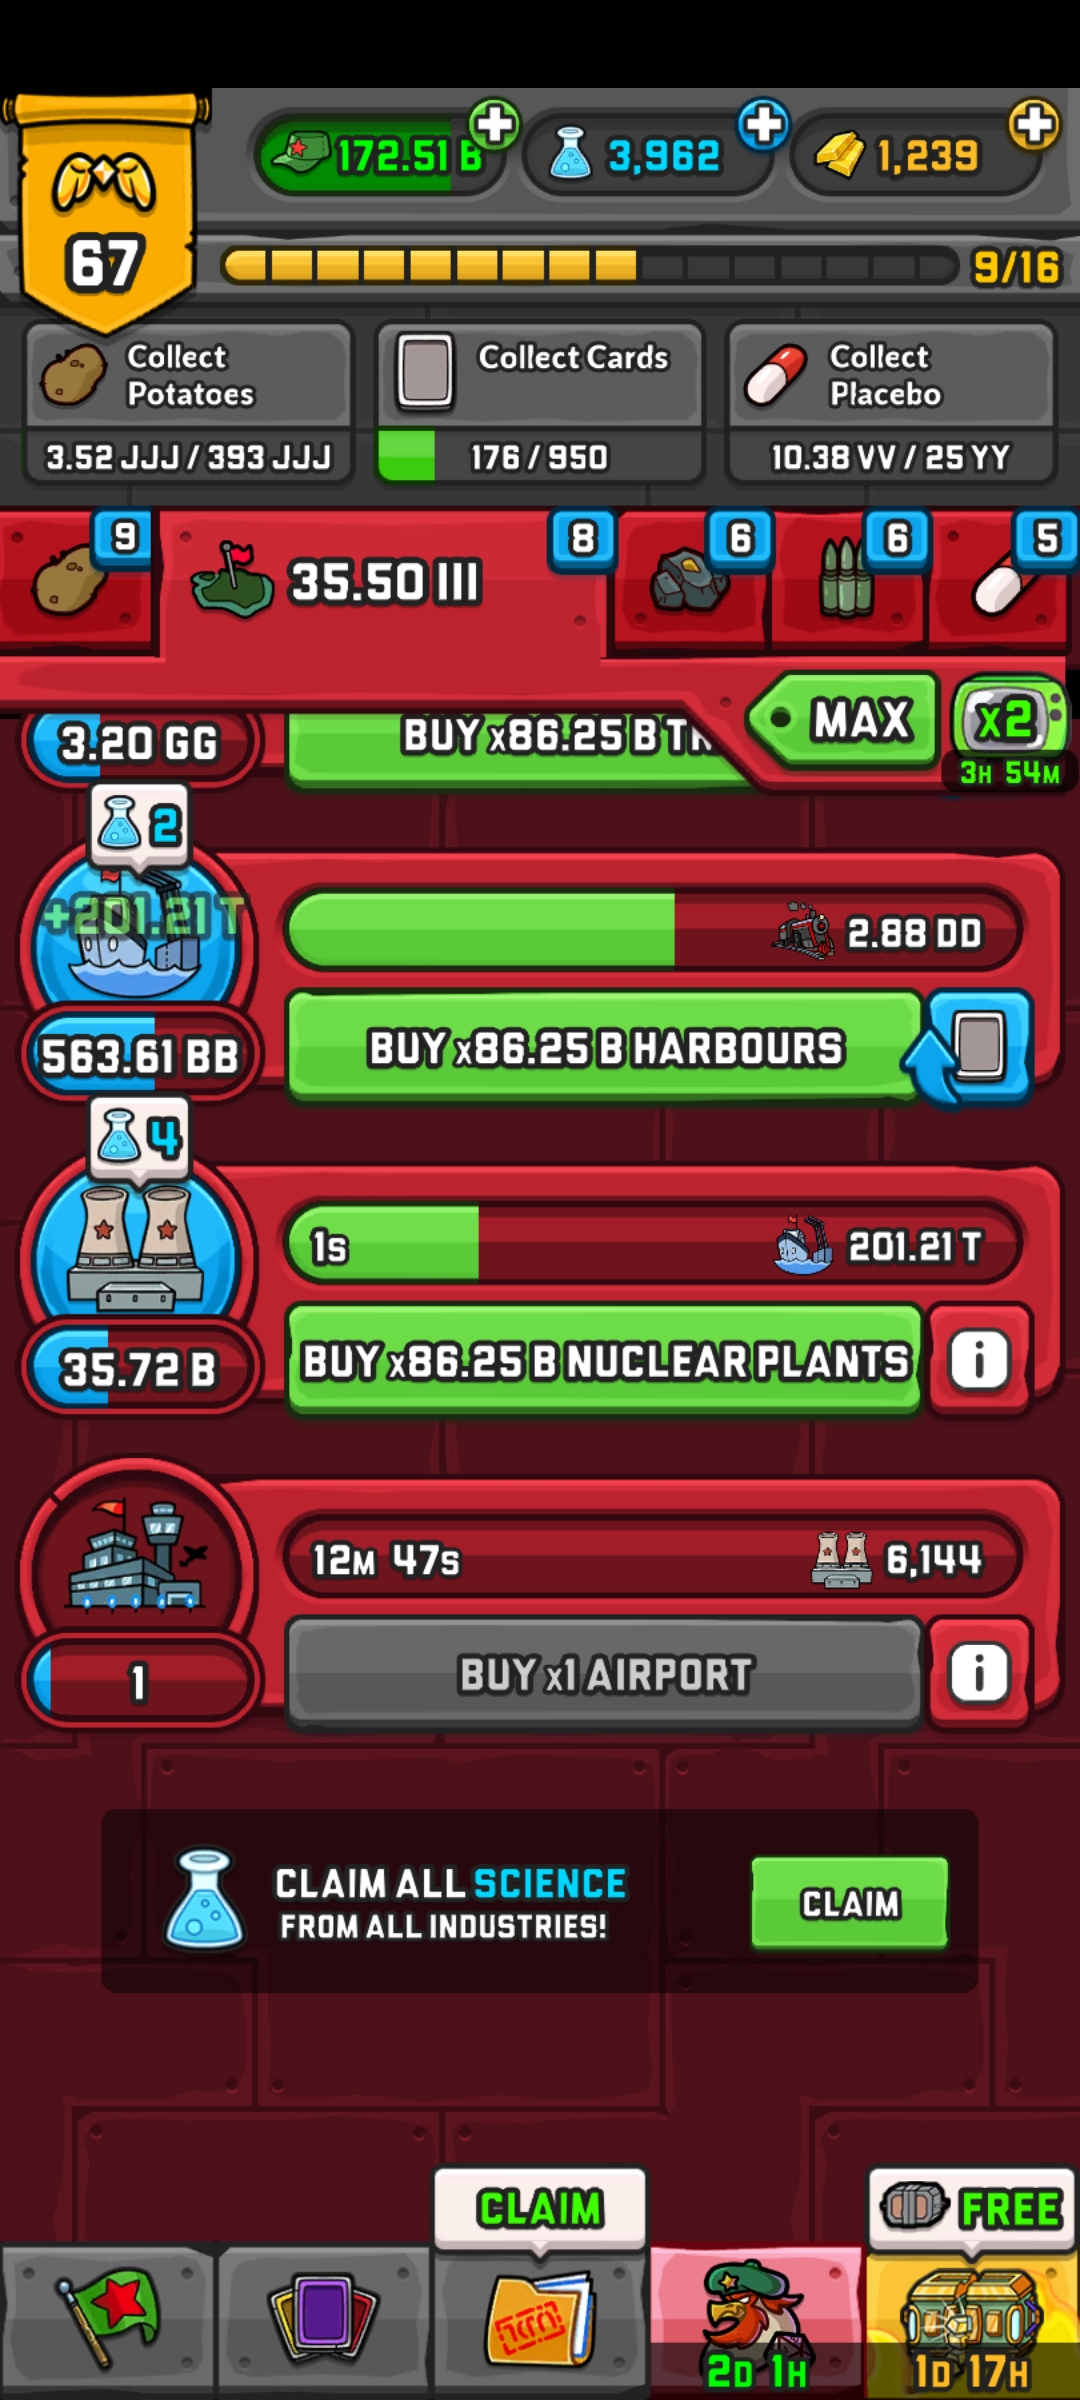 172.51 B
3,962
1,239
67
9/16
Collect
Potatoes
3.52 JJJ / 393 JJJ
Collect Cards
176 / 950
Collect
Placebo
10.38 VV / 25 YY
9
35.50 III
8
6
6
5
MAX
x2
3H 54M
3.20 GG
BUY x86.25 B
2
+201.21 T
2.88 DD
563.61 BB
BUY x86.25 B HARBOURS
4
1s
201.21 T
35.72 B
BUY x86.25 B NUCLEAR PLANTS
i
12M 47s
6,144
1
BUY x1 AIRPORT
i
CLAIM ALL SCIENCE
FROM ALL INDUSTRIES!
CLAIM
CLAIM
FREE
2D 1H
1D 17H